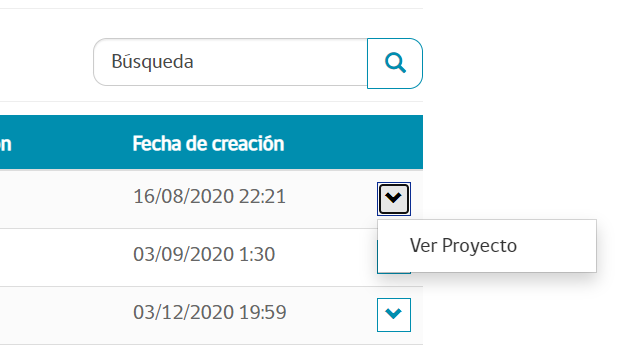 Búsqueda
ón Fecha de creación
16/08/2020 22:21
Ver Proyecto
03/09/2020 1:30
03/12/2020 19:59